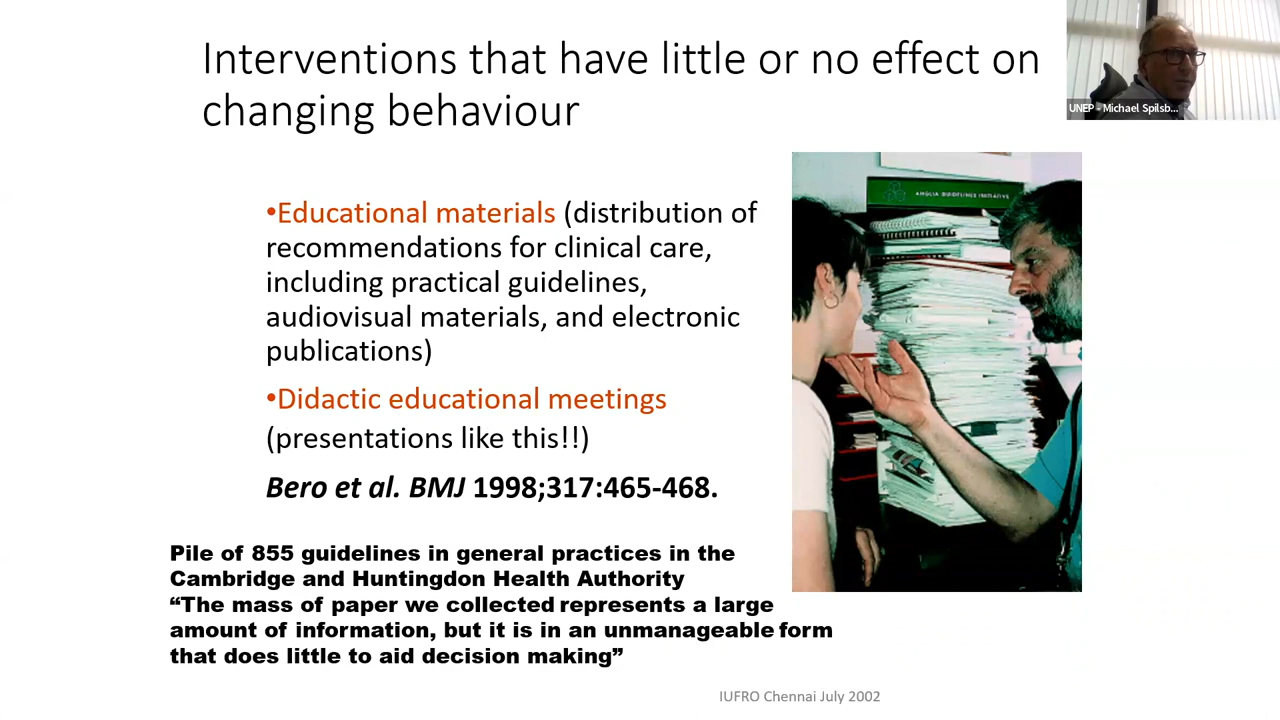 Interventions that have little or no effect on
changing behaviour
UNEP - Michael Spilsb...
•Educational materials (distribution of
recommendations for clinical care,
including practical guidelines,
audiovisual materials, and electronic
publications)
•Didactic educational meetings
(presentations like this!!)
Bero et al. BMJ 1998;317:465-468.
ANGLIA GUIDELINES INITIATIVE
Pile of 855 guidelines in general practices in the
Cambridge and Huntingdon Health Authority
“The mass of paper we collected represents a large
amount of information, but it is in an unmanageable form
that does little to aid decision making”
IUFRO Chennai July 2002